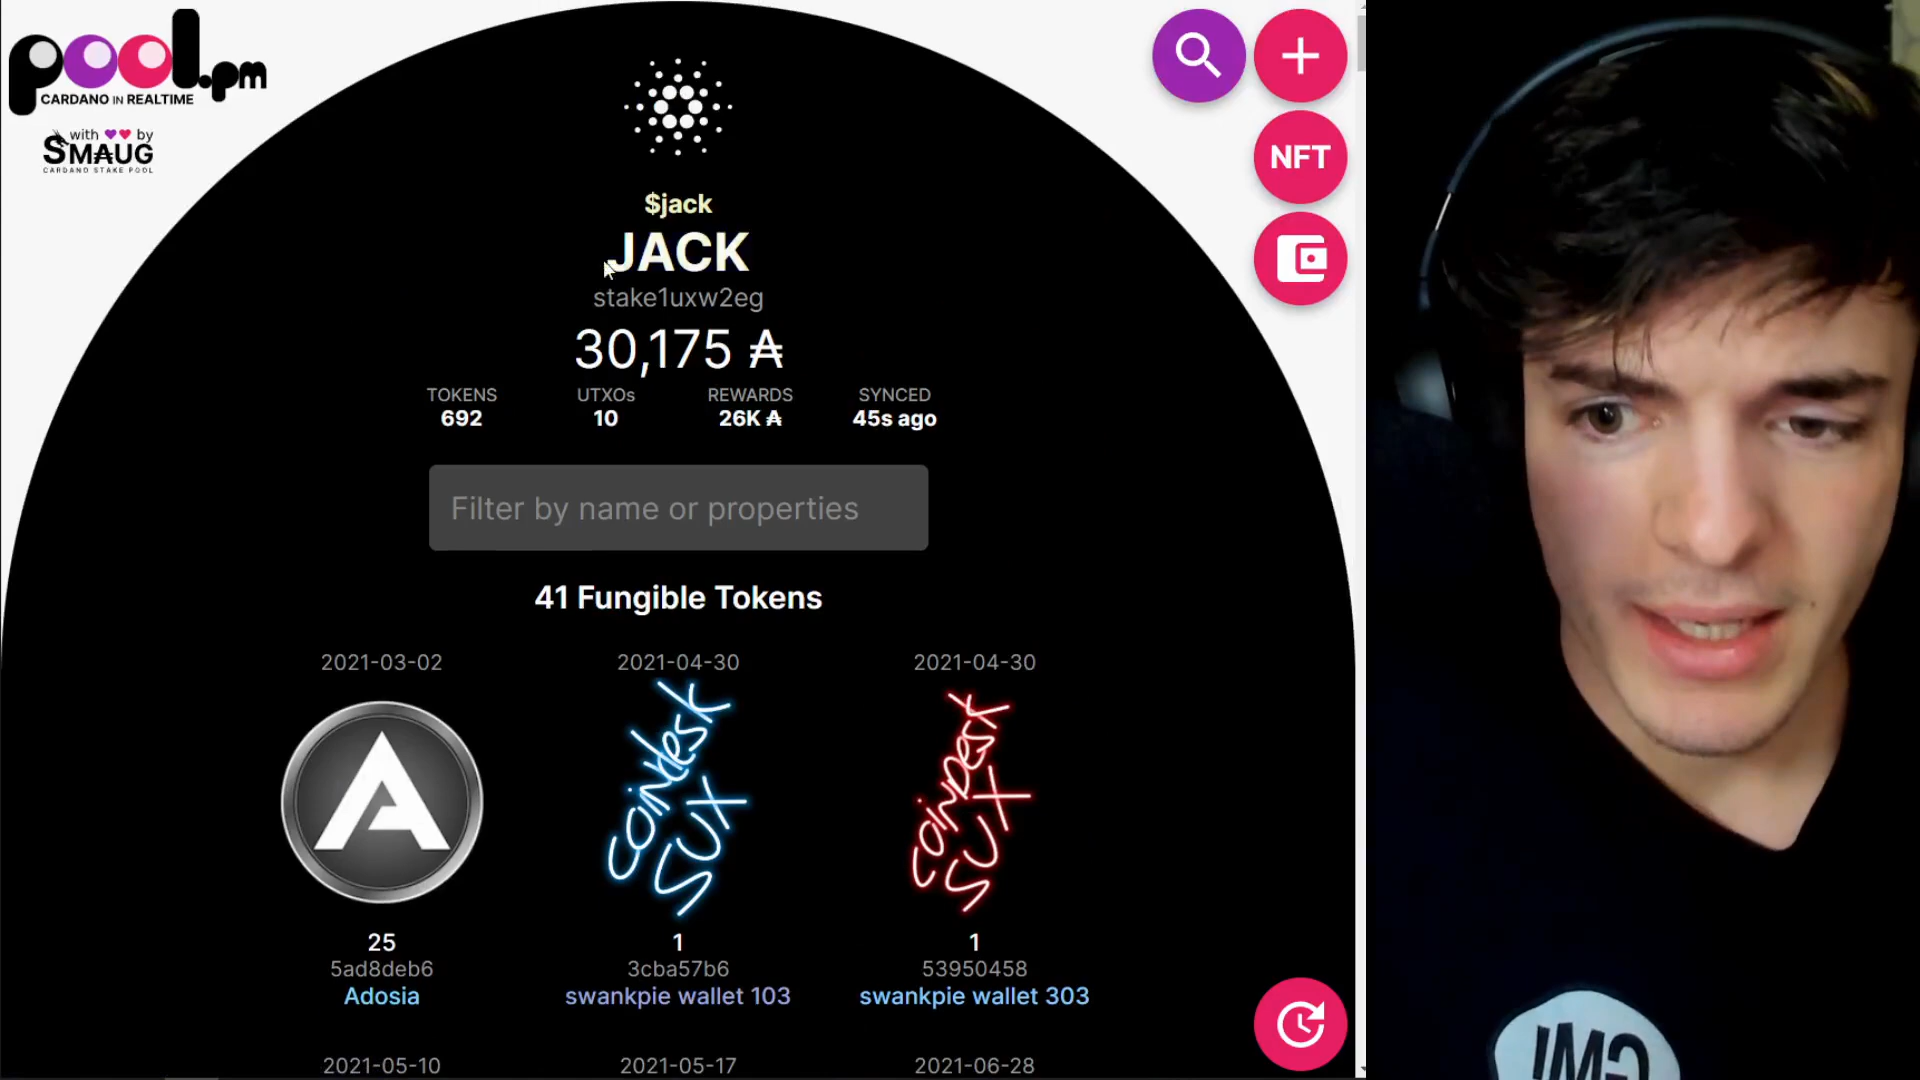 pool.pm
CARDANO IN REALTIME
with by
SMAUG
CARDANO STAKE POOL
NFT
$jack
JACK
stake1uxw2eg
30,175 ₳
TOKENS UTXOs REWARDS SYNCED
692 10 26K ₳ 45s ago
Filter by name or properties
41 Fungible Tokens
2021-03-02 2021-04-30 2021-04-30
A
coindesk
SUX
coindesk
SUX
25 1 1
5ad8deb6 3cba57b6 53950458
Adosia swankpie wallet 103 swankpie wallet 303
2021-05-10 2021-05-17 2021-06-28
GM!